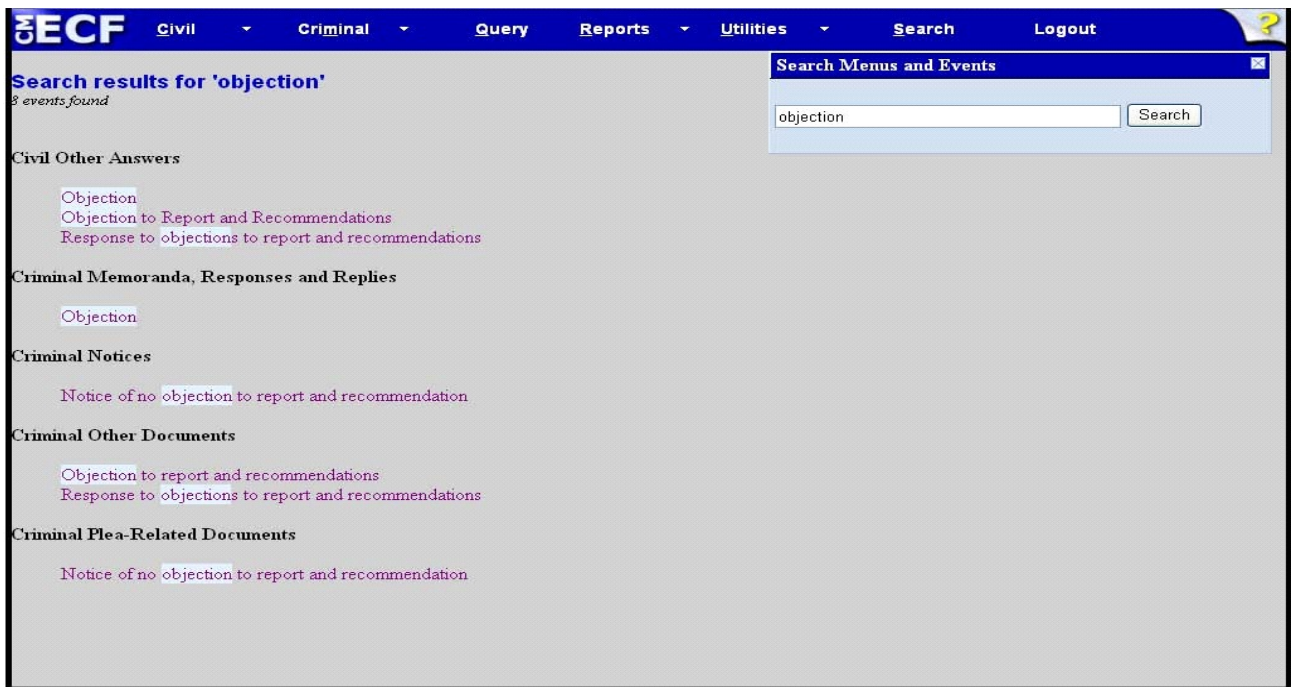 CM ECF Civil Criminal Query Reports Utilities Search Logout ?
Search Menus and Events
objection Search
Search results for 'objection'
8 events found
Civil Other Answers
Objection
Objection to Report and Recommendations
Response to objections to report and recommendations
Criminal Memoranda, Responses and Replies
Objection
Criminal Notices
Notice of no objection to report and recommendation
Criminal Other Documents
Objection to report and recommendations
Response to objections to report and recommendations
Criminal Plea-Related Documents
Notice of no objection to report and recommendation